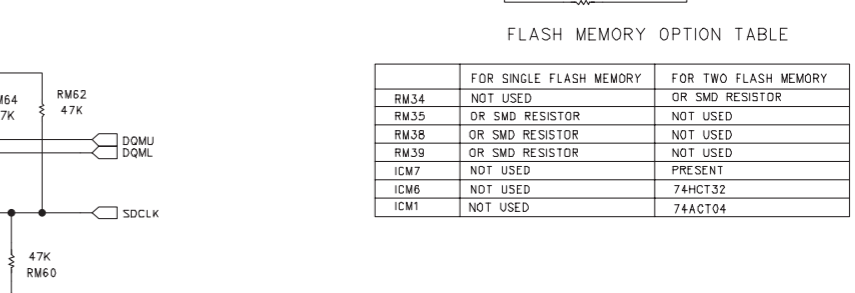 FLASH MEMORY OPTION TABLE
FOR SINGLE FLASH MEMORY FOR TWO FLASH MEMORY
RM34 NOT USED 0R SMD RESISTOR
RM35 0R SMD RESISTOR NOT USED
RM38 0R SMD RESISTOR NOT USED
RM39 0R SMD RESISTOR NOT USED
ICM7 NOT USED PRESENT
ICM6 NOT USED 74HCT32
ICM1 NOT USED 74ACT04
M64
7K
RM62
47K
DQMU
DQML
SDCLK
47K
RM60